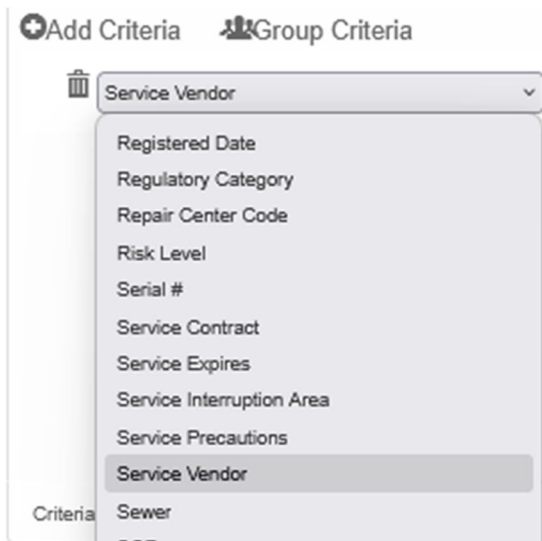 Add Criteria Group Criteria
Service Vendor
Registered Date
Regulatory Category
Repair Center Code
Risk Level
Serial #
Service Contract
Service Expires
Service Interruption Area
Service Precautions
Service Vendor
Criteria Sewer